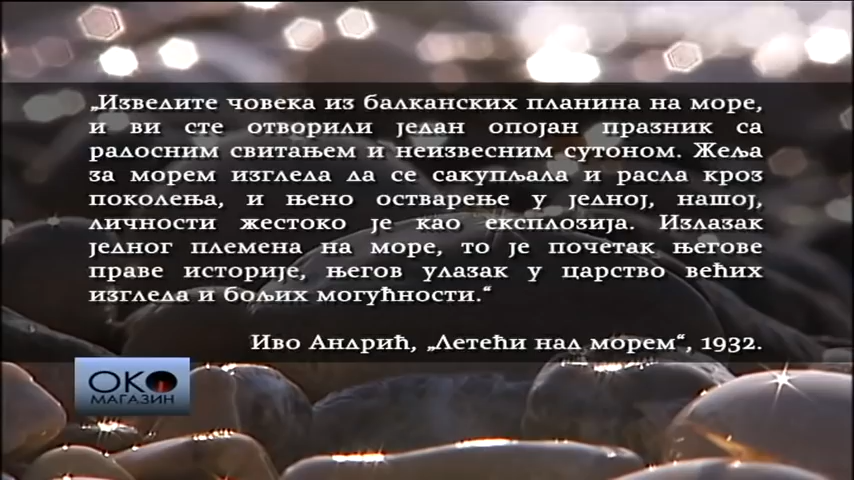 „Изведите човека из балканских планина на море,
и ви сте отворили један опојан празник са
радосним свитањем и неизвесним сутоном. Жеља
за морем изгледа да се сакупљала и расла кроз
поколења, и њено остварење у једној, нашој,
личности жестоко је као експлозија. Излазак
једног племена на море, то је почетак његове
праве историје, његов улазак у царство већих
изгледа и бољих могућности.“
Иво Андрић, „Летећи над морем“, 1932.
ОКО
МАГАЗИН